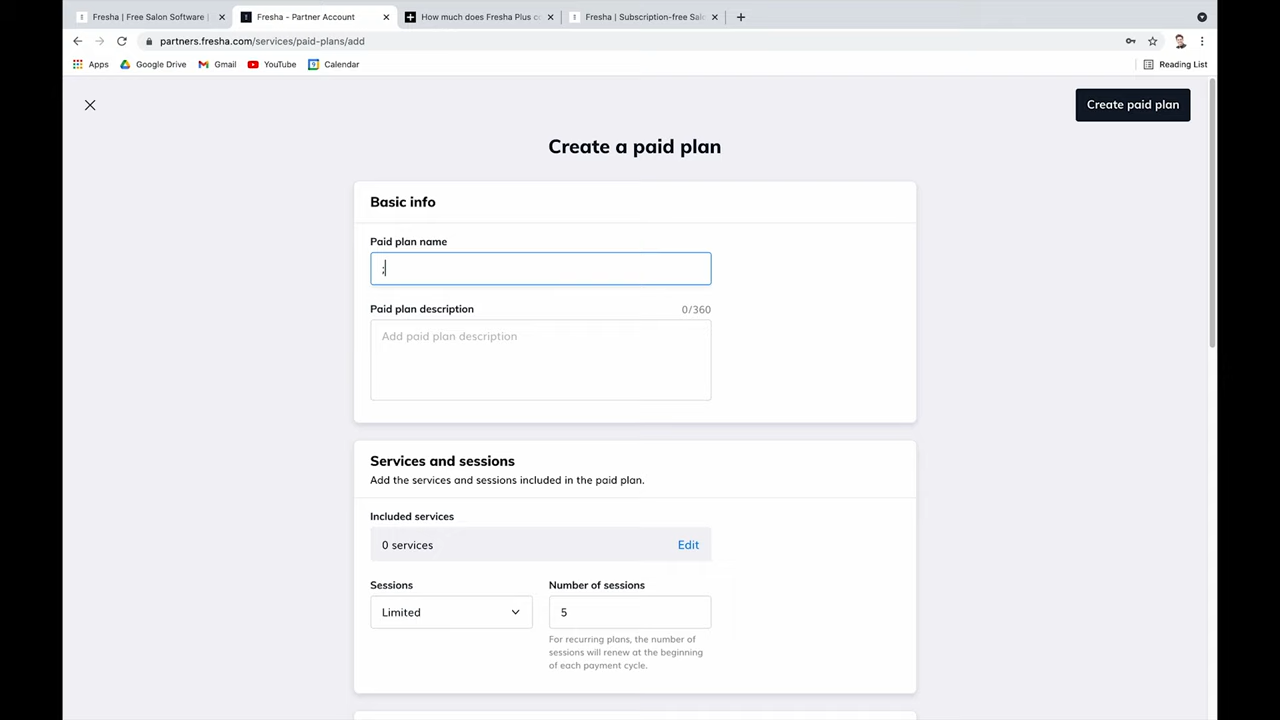 Fresha | Free Salon Software |
Fresha - Partner Account
How much does Fresha Plus co
Fresha | Subscription-free Sal
partners.fresha.com/services/paid-plans/add
Apps
Google Drive
Gmail
YouTube
Calendar
Reading List
Create paid plan
Create a paid plan
Basic info
Paid plan name
;
Paid plan description
0/360
Add paid plan description
Services and sessions
Add the services and sessions included in the paid plan.
Included services
0 services
Edit
Sessions
Number of sessions
Limited
5
For recurring plans, the number of
sessions will renew at the beginning
of each payment cycle.